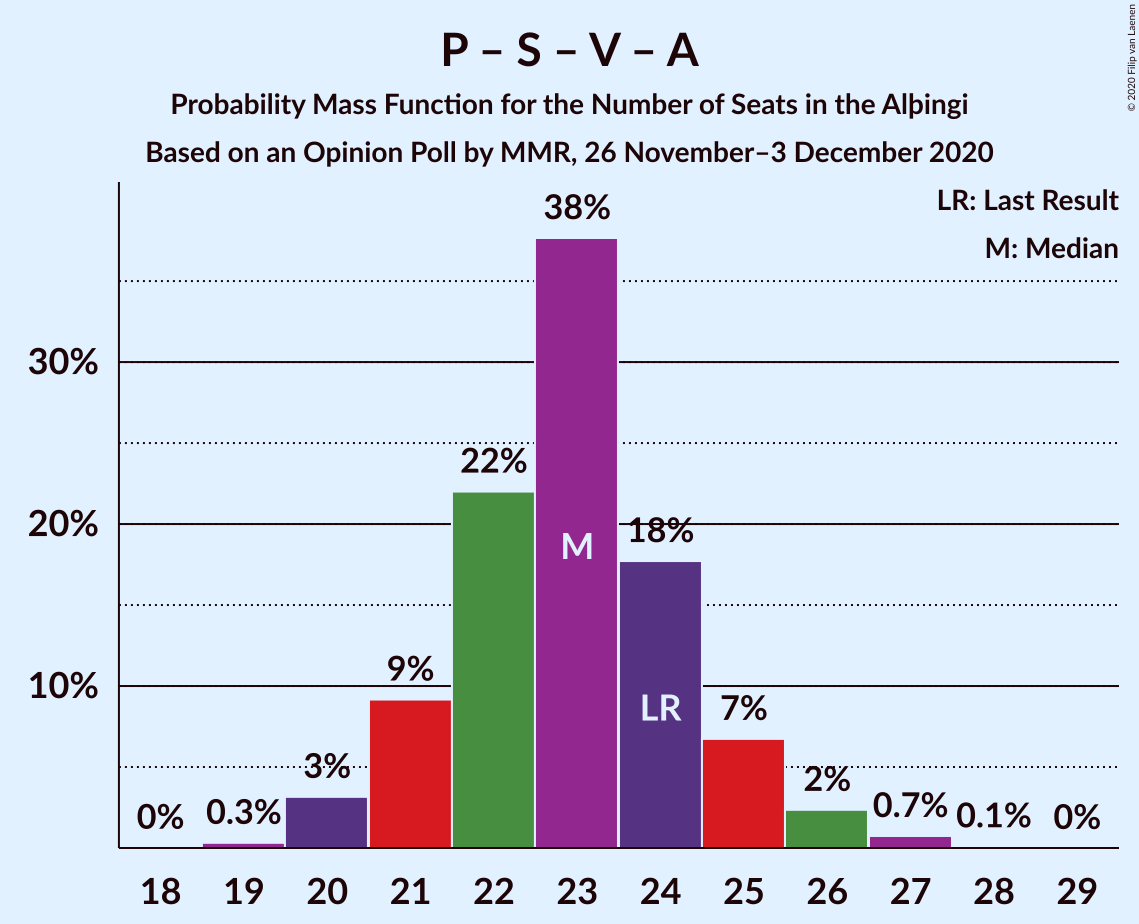 P – S – V – A
Probability Mass Function for the Number of Seats in the Alþingi
Based on an Opinion Poll by MMR, 26 November–3 December 2020
© 2020 Filip van Laenen
LR: Last Result
M: Median
38%
30%
22%
20%
18%
M
9%
10%
LR
7%
3%
2%
0%
0.3%
0.7%
0.1%
0%
18 19 20 21 22 23 24 25 26 27 28 29